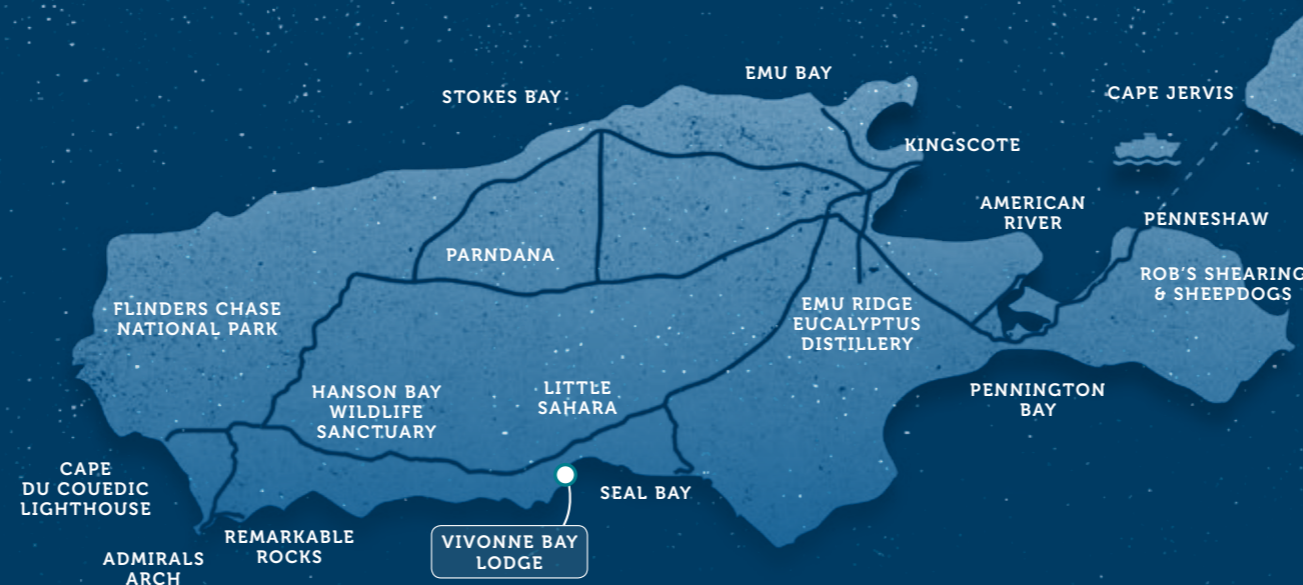 EMU BAY
STOKES BAY
CAPE JERVIS
KINGSCOTE
AMERICAN
RIVER
PENNESHAW
PARNDANA
ROB'S SHEARING
& SHEEPDOGS
FLINDERS CHASE
NATIONAL PARK
EMU RIDGE
EUCALYPTUS
DISTILLERY
HANSON BAY
WILDLIFE
SANCTUARY
LITTLE
SAHARA
PENNINGTON
BAY
CAPE
DU COUEDIC
LIGHTHOUSE
SEAL BAY
REMARKABLE
ROCKS
VIVONNE BAY
LODGE
ADMIRALS
ARCH